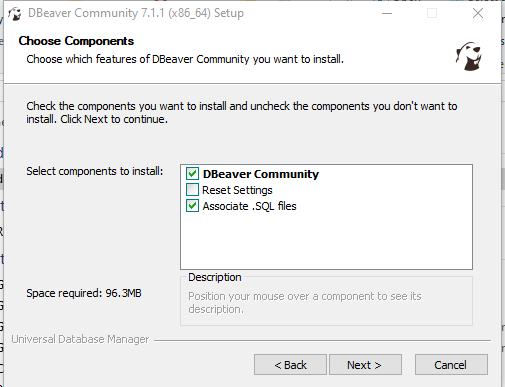 DBeaver Community 7.1.1 (x86_64) Setup
Choose Components
Choose which features of DBeaver Community you want to install.
Check the components you want to install and uncheck the components you don't want to
install. Click Next to continue.
Select components to install:
DBeaver Community
Reset Settings
Associate .SQL files
Space required: 96.3MB
Description
Position your mouse over a component to see its
description.
Universal Database Manager
< Back
Next >
Cancel